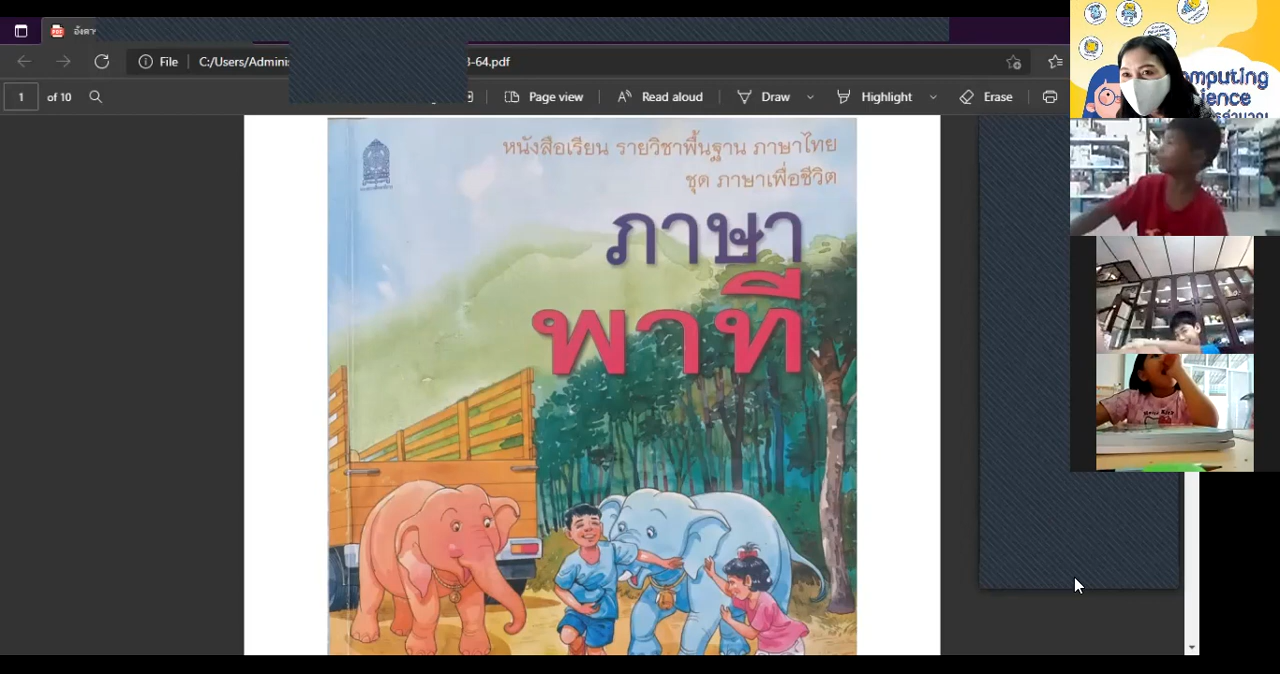 อังคา
File C:/Users/Adminis 3-64.pdf
1 of 10 Page view Read aloud Draw Highlight Erase
หนังสือเรียน รายวิชาพื้นฐาน ภาษาไทย
ชุด ภาษาเพื่อชีวิต
ภาษา
พาที